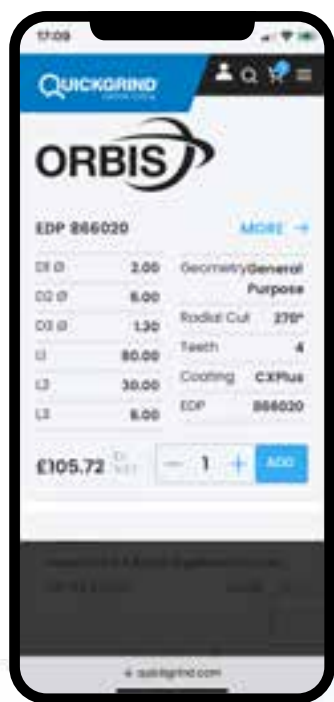 17:09
QUICKGRIND
ORBIS
EDP 866020 MORE →
D1 Ø 2.00 Geometry General Purpose
D2 Ø 6.00
D3 Ø 1.30 Radial Cut 270°
L1 80.00 Teeth 4
L2 30.00 Coating CXPlus
L3 6.00 EDP 866020
£105.72 — 1 + ADD
quickgrind.com